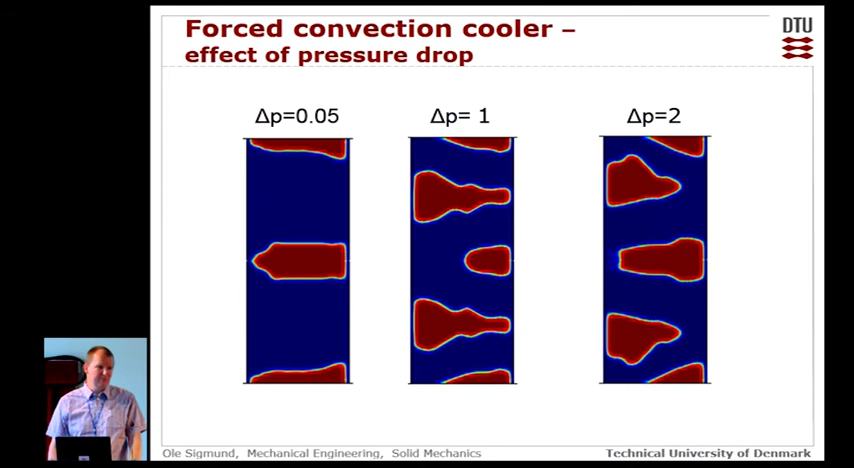 Forced convection cooler –
effect of pressure drop
DTU
Δp=0.05
Δp= 1
Δp=2
Ole Sigmund, Mechanical Engineering, Solid Mechanics
Technical University of Denmark